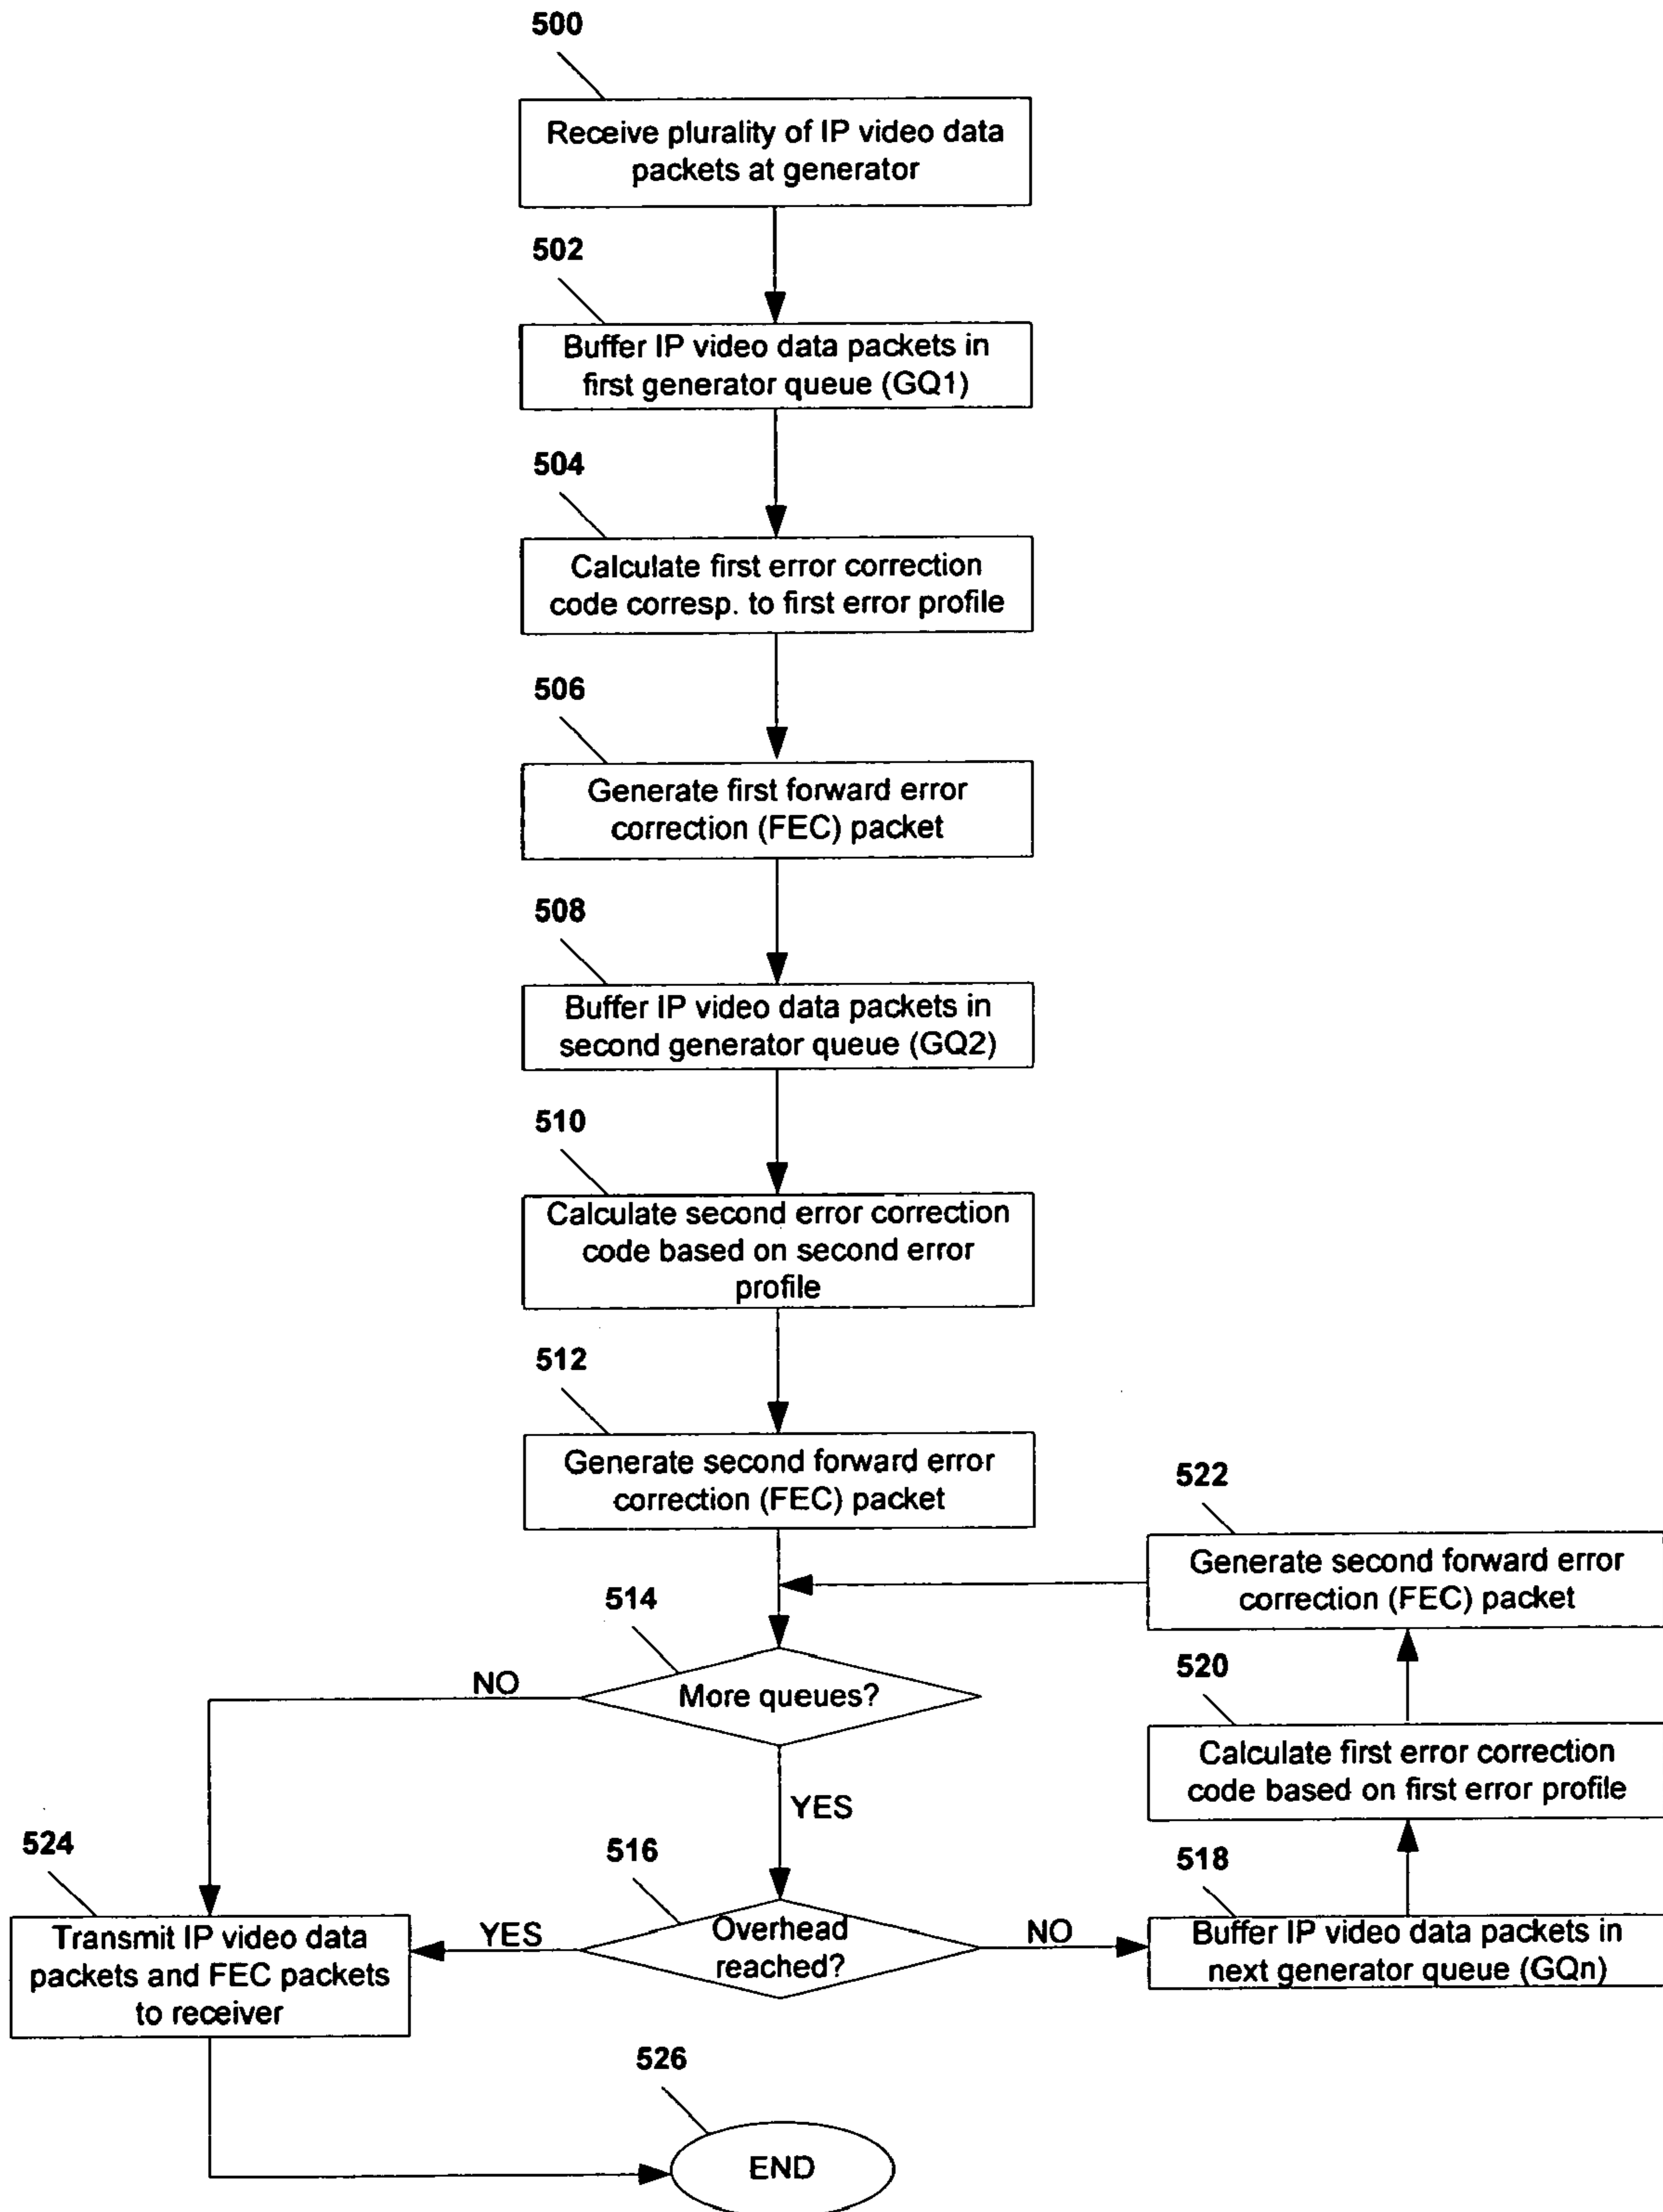 500
Receive plurality of IP video data
packets at generator
502
Buffer IP video data packets in
first generator queue (GQ1)
504
Calculate first error correction
code corresp. to first error profile
506
Generate first forward error
correction (FEC) packet
508
Buffer IP video data packets in
second generator queue (GQ2)
510
Calculate second error correction
code based on second error
profile
512
Generate second forward error
correction (FEC) packet
522
Generate second forward error
correction (FEC) packet
514
More queues?
NO
YES
520
Calculate first error correction
code based on first error profile
524
Transmit IP video data
packets and FEC packets
to receiver
YES
516
Overhead
reached?
NO
518
Buffer IP video data packets in
next generator queue (GQn)
526
END